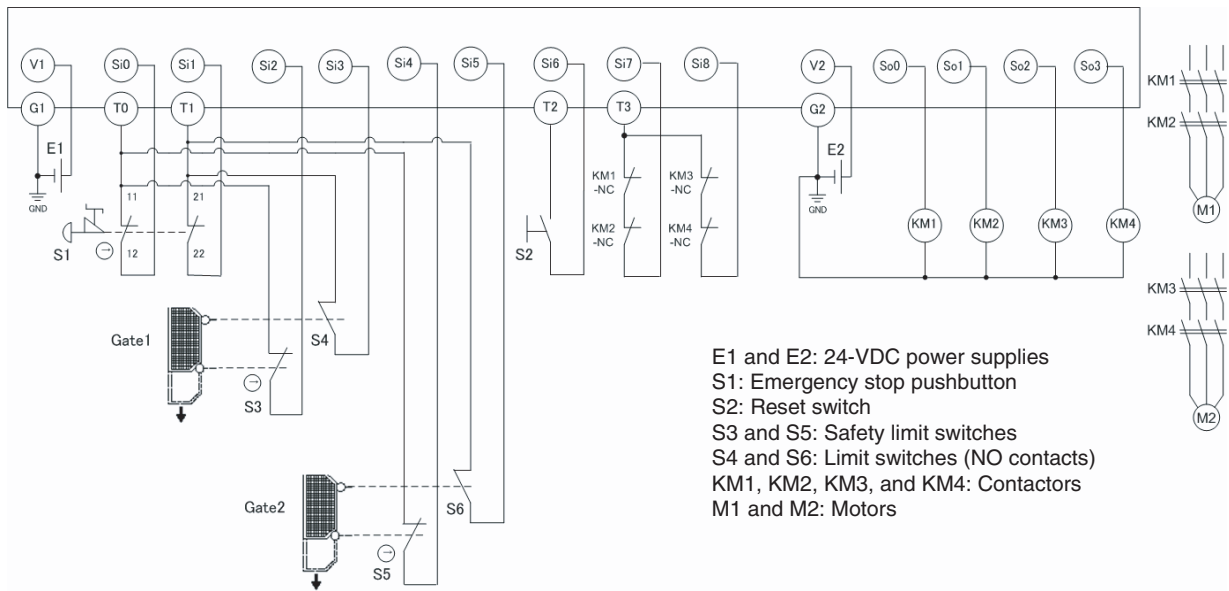 V1 Si0 Si1 Si2 Si3 Si4 Si5 Si6 Si7 Si8 V2 So0 So1 So2 So3
G1 T0 T1 T2 T3 G2
KM1
KM2
M1
KM3
KM4
M2
E1
GND
S1
11 21
12 22
→
S2
KM1
-NC
KM3
-NC
KM2
-NC
KM4
-NC
E2
GND
KM1 KM2 KM3 KM4
Gate1
S4
→
S3
Gate2
S6
→
S5
E1 and E2: 24-VDC power supplies
S1: Emergency stop pushbutton
S2: Reset switch
S3 and S5: Safety limit switches
S4 and S6: Limit switches (NO contacts)
KM1, KM2, KM3, and KM4: Contactors
M1 and M2: Motors